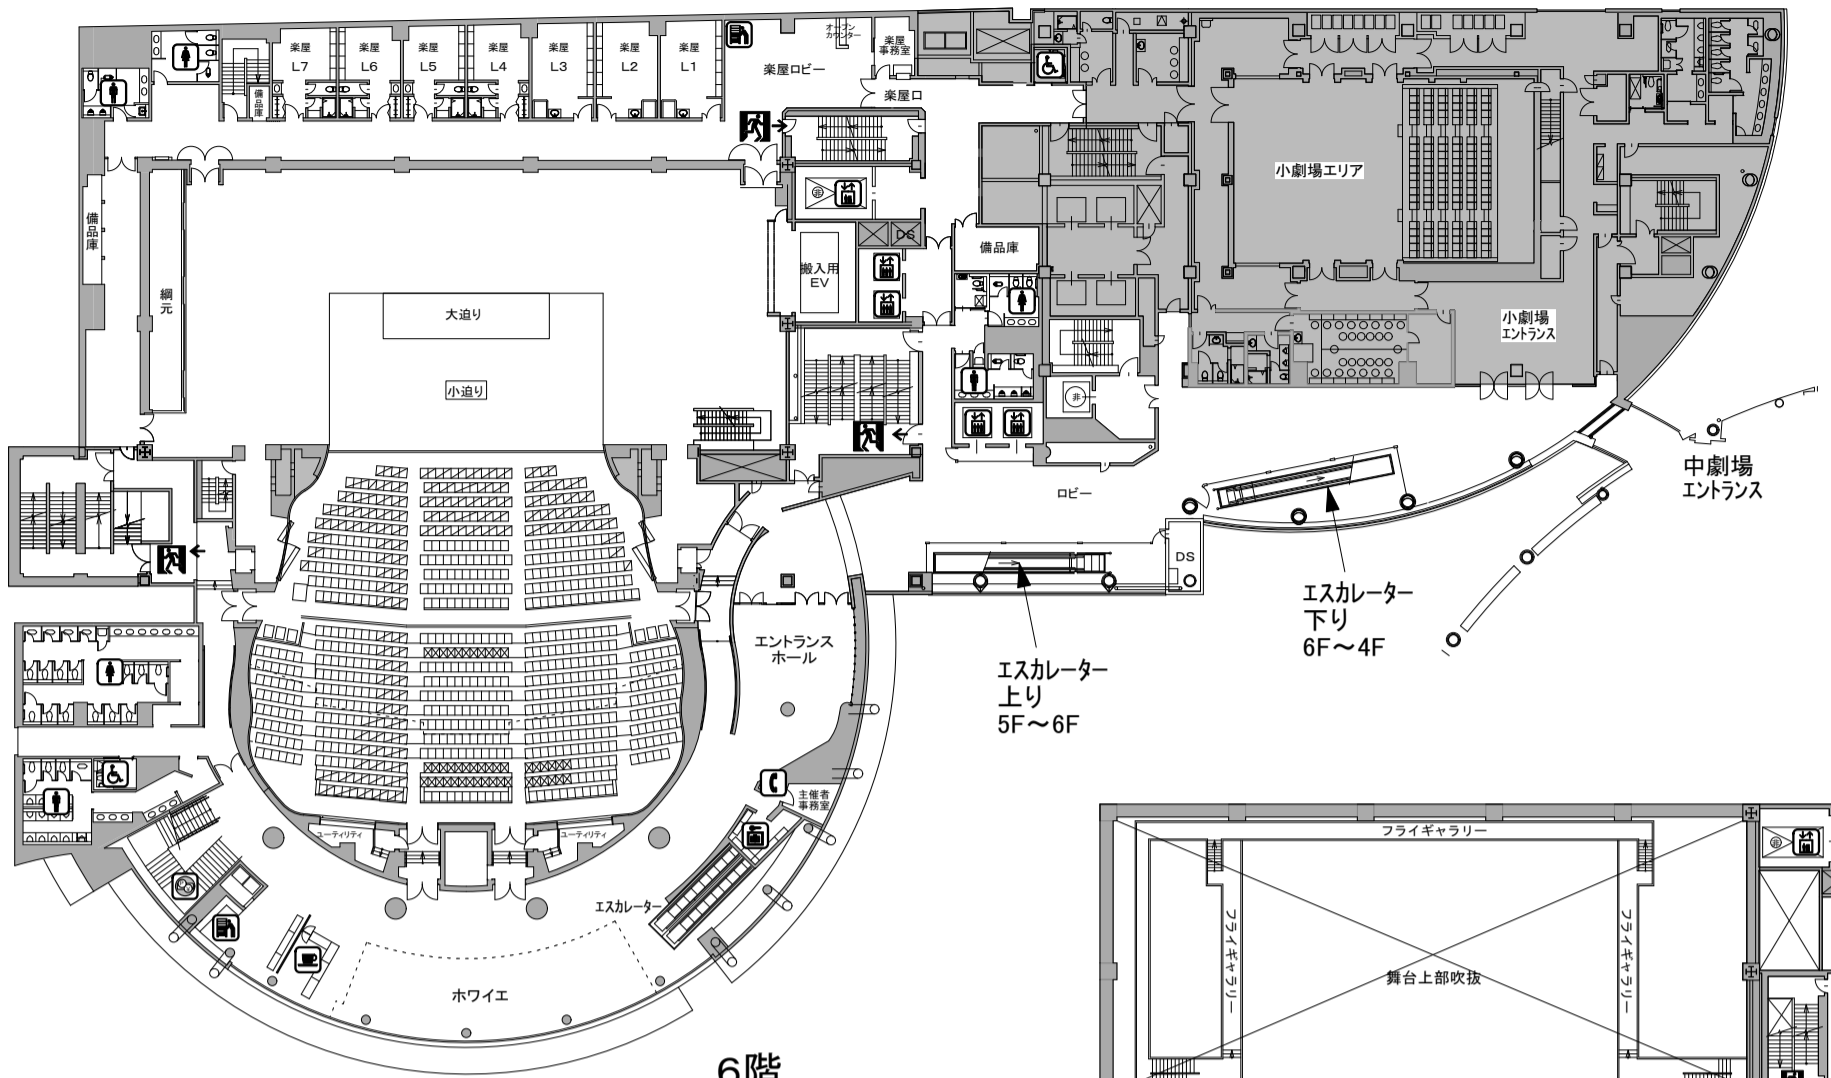 楽屋
L7
楽屋
L6
楽屋
L5
楽屋
L4
楽屋
L3
楽屋
L2
楽屋
L1
オープン
カウンター
楽屋
事務室
楽屋ロビー
楽屋口
備品庫
備品庫
綱元
大迫り
小迫り
非
DS
搬入用
EV
備品庫
小劇場エリア
小劇場
エントランス
非
ロビー
中劇場
エントランス
DS
エスカレーター
下り
6F～4F
エスカレーター
上り
5F～6F
エントランス
ホール
主催者
事務室
ユーティリティ
ユーティリティ
エスカレーター
ホワイエ
6階
フライギャラリー
フライギャラリー
フライギャラリー
舞台上部吹抜
非